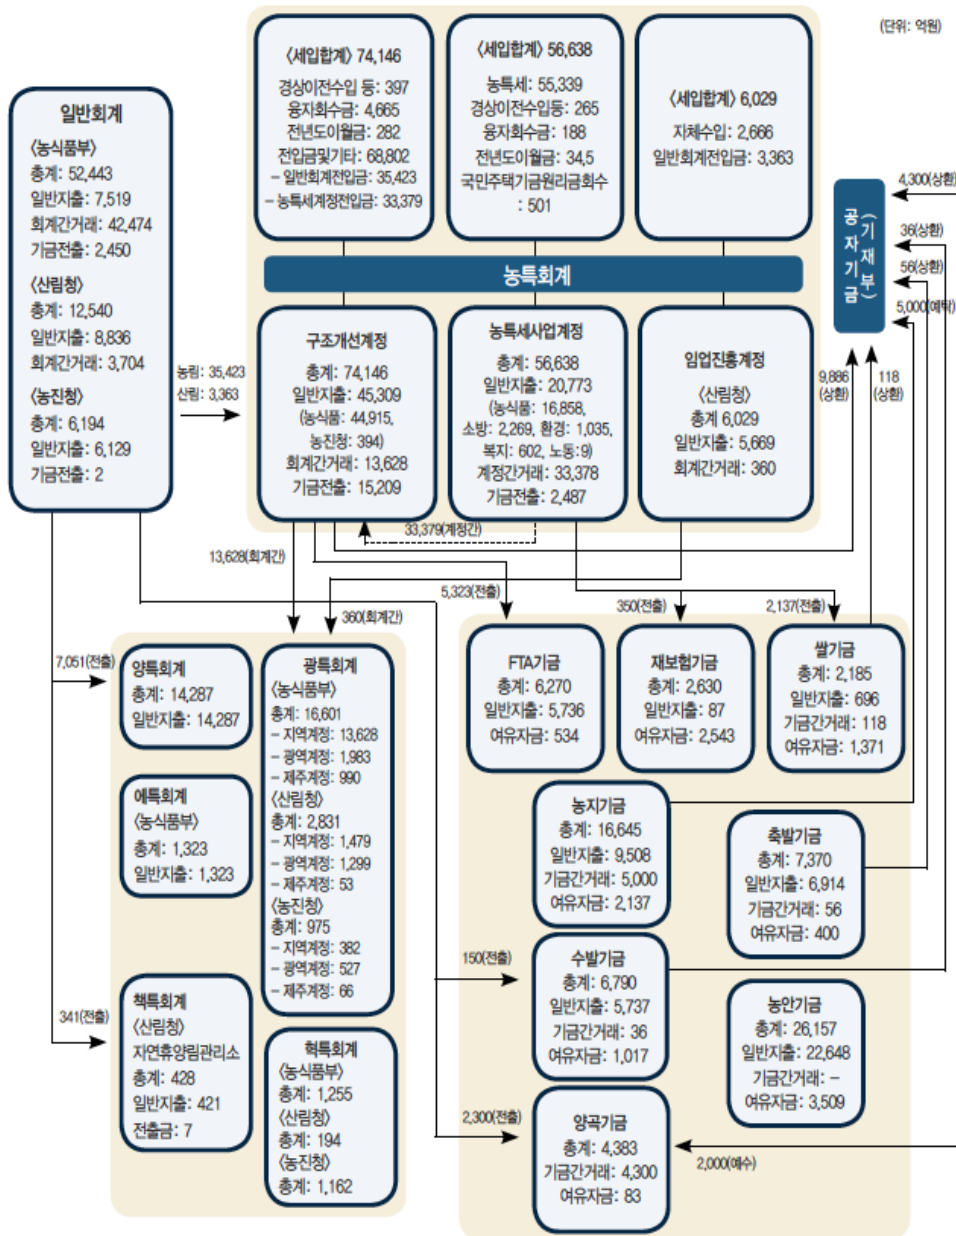 (단위: 억원)
일반회계
〈농식품부〉
총계: 52,443
일반지출: 7,519
회계간거래: 42,474
기금전출: 2,450
〈산림청〉
총계: 12,540
일반지출: 8,836
회계간거래: 3,704
〈농진청〉
총계: 6,194
일반지출: 6,129
기금전출: 2
〈세입합계〉 74,146
경상이전수입 등: 397
융자회수금: 4,665
전년도이월금: 282
전입금및기타: 68,802
– 일반회계전입금: 35,423
– 농특세계정전입금: 33,379
〈세입합계〉 56,638
농특세: 55,339
경상이전수입등: 265
융자회수금: 188
전년도이월금: 34,5
국민주택기금원리금회수
: 501
〈세입합계〉 6,029
자체수입: 2,666
일반회계전입금: 3,363
농특회계
공자기금
(기재부)
4,300(상환)
36(상환)
56(상환)
5,000(예탁)
9,886
(상환)
118
(상환)
농림: 35,423
산림: 3,363
구조개선계정
총계: 74,146
일반지출: 45,309
(농식품: 44,915,
농진청: 394)
회계간거래: 13,628
기금전출: 15,209
농특세사업계정
총계: 56,638
일반지출: 20,773
(농식품: 16,858,
소방: 2,269, 환경: 1,035,
복지: 602, 노동:9)
계정간거래: 33,378
기금전출: 2,487
임업진흥계정
〈산림청〉
총계 6,029
일반지출: 5,669
회계간거래: 360
33,379(계정간)
13,628(회계간)
5,323(전출)
350(전출)
2,137(전출)
360(회계간)
7,051(전출)
양특회계
총계: 14,287
일반지출: 14,287
에특회계
〈농식품부〉
총계: 1,323
일반지출: 1,323
341(전출)
책특회계
〈산림청〉
자연휴양림관리소
총계: 428
일반지출: 421
전출금: 7
광특회계
〈농식품부〉
총계: 16,601
– 지역계정: 13,628
– 광역계정: 1,983
– 제주계정: 990
〈산림청〉
총계: 2,831
– 지역계정: 1,479
– 광역계정: 1,299
– 제주계정: 53
〈농진청〉
총계: 975
– 지역계정: 382
– 광역계정: 527
– 제주계정: 66
혁특회계
〈농식품부〉
총계: 1,255
〈산림청〉
총계: 194
〈농진청〉
총계: 1,162
FTA기금
총계: 6,270
일반지출: 5,736
여유자금: 534
재보험기금
총계: 2,630
일반지출: 87
여유자금: 2,543
쌀기금
총계: 2,185
일반지출: 696
기금간거래: 118
여유자금: 1,371
농지기금
총계: 16,645
일반지출: 9,508
기금간거래: 5,000
여유자금: 2,137
축발기금
총계: 7,370
일반지출: 6,914
기금간거래: 56
여유자금: 400
150(전출)
수발기금
총계: 6,790
일반지출: 5,737
기금간거래: 36
여유자금: 1,017
농안기금
총계: 26,157
일반지출: 22,648
기금간거래: –
여유자금: 3,509
2,300(전출)
양곡기금
총계: 4,383
기금간거래: 4,300
여유자금: 83
2,000(예수)